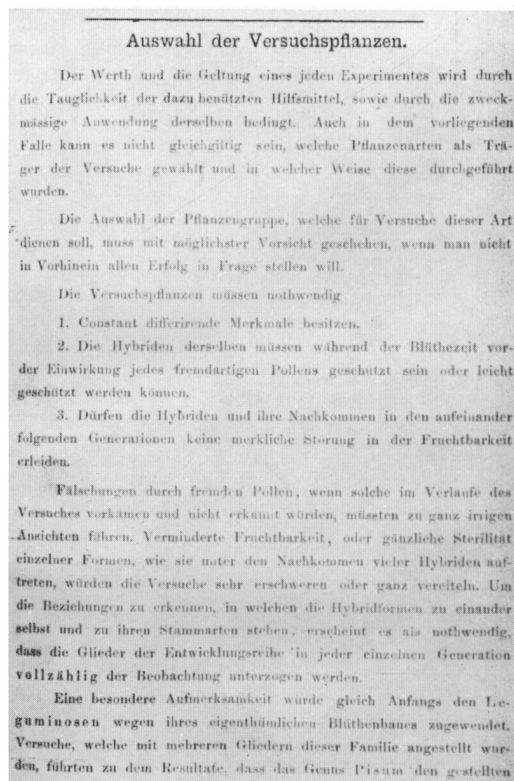 Auswahl der Versuchspflanzen.
Der Werth und die Geltung eines jeden Experimentes wird durch
die Tauglichkeit der dazu benützten Hilfsmittel, sowie durch die zweck-
mässige Anwendung derselben bedingt. Auch in dem vorliegenden
Falle kann es nicht gleichgiltig sein, welche Pflanzenarten als Trä-
ger der Versuche gewählt und in welcher Weise diese durchgeführt
wurden.
Die Auswahl der Pflanzengruppe, welche für Versuche dieser Art
dienen soll, muss mit möglichster Vorsicht geschehen, wenn man nicht
in Vorhinein allen Erfolg in Frage stellen will.
Die Versuchspflanzen müssen nothwendig
1. Constant differirende Merkmale besitzen.
2. Die Hybriden derselben müssen während der Blüthezeit vor
der Einwirkung jedes fremdartigen Pollens geschützt sein oder leicht
geschützt werden können.
3. Dürfen die Hybriden und ihre Nachkommen in den aufeinander
folgenden Generationen keine merkliche Störung in der Fruchtbarkeit
erleiden.
Fälschungen durch fremden Pollen, wenn solche im Verlaufe des
Versuches vorkämen und nicht erkannt würden, müssten zu ganz irrigen
Ansichten führen. Verminderte Fruchtbarkeit, oder gänzliche Sterilität
einzelner Formen, wie sie unter den Nachkommen vieler Hybriden auf-
treten, würden die Versuche sehr erschweren oder ganz vereiteln. Um
die Beziehungen zu erkennen, in welchen die Hybridformen zu einander
selbst und zu ihren Stammarten stehen, erscheint es als nothwendig,
dass die Glieder der Entwicklungsreihe in jeder einzelnen Generation
vollzählig der Beobachtung unterzogen werden.
Eine besondere Aufmerksamkeit wurde gleich Anfangs den Le-
guminosen wegen ihres eigenthümlichen Blüthenbaues zugewendet.
Versuche, welche mit mehreren Gliedern dieser Familie angestellt wur-
den, führten zu dem Resultate, dass das Genus Pisum den gestellten